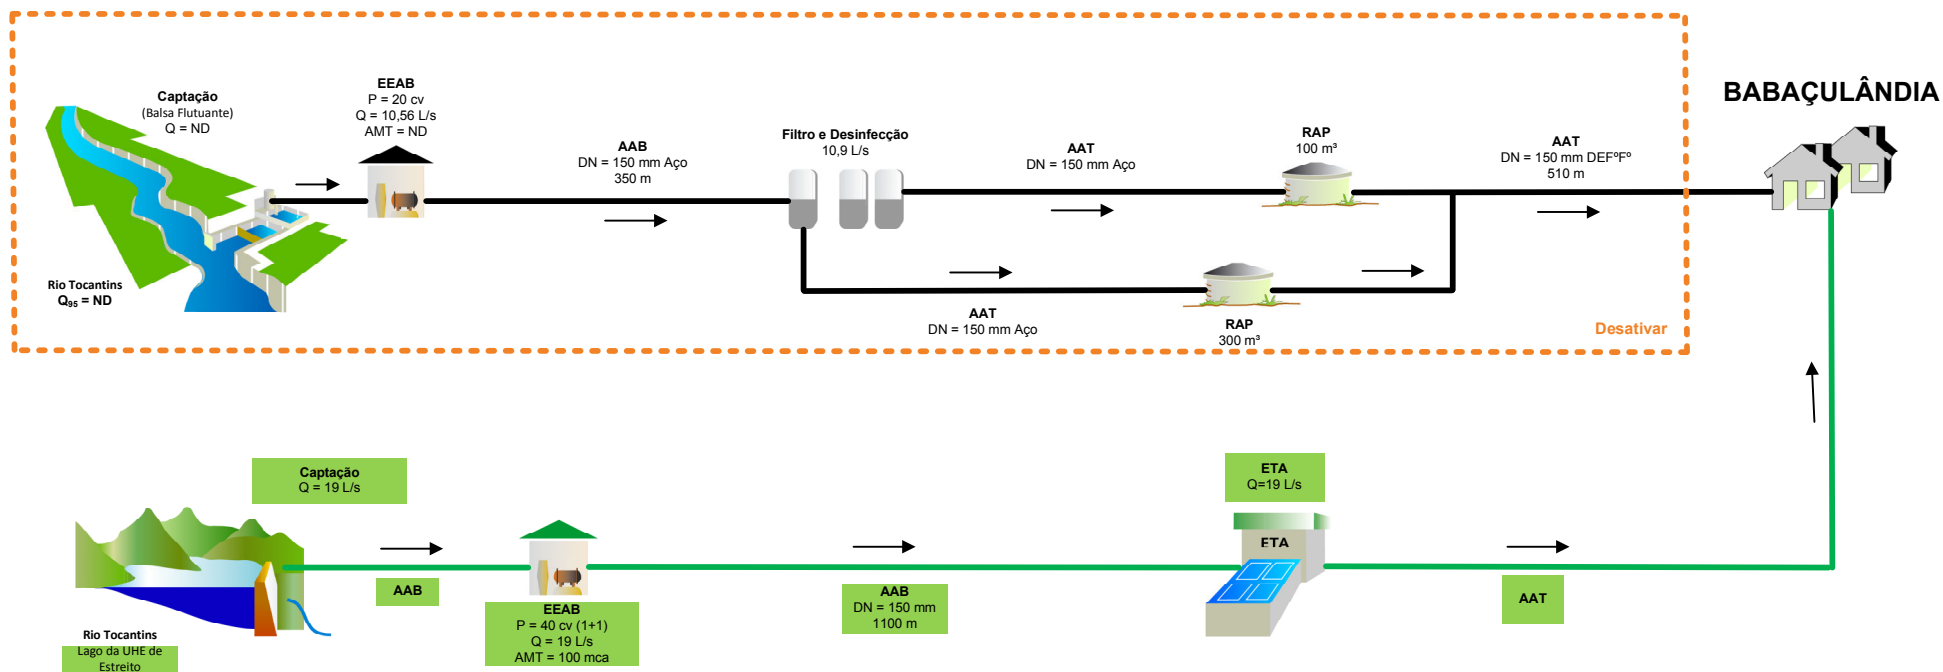 BABAÇULÂNDIA
Captação
(Balsa Flutuante)
Q = ND
EEAB
P = 20 cv
Q = 10,56 L/s
AMT = ND
AAB
DN = 150 mm Aço
350 m
Filtro e Desinfecção
10,9 L/s
AAT
DN = 150 mm Aço
RAP
100 m³
AAT
DN = 150 mm DEFºFº
510 m
Rio Tocantins
Q95 = ND
AAT
DN = 150 mm Aço
RAP
300 m³
Desativar
Captação
Q = 19 L/s
AAB
EEAB
P = 40 cv (1+1)
Q = 19 L/s
AMT = 100 mca
AAB
DN = 150 mm
1100 m
ETA
Q=19 L/s
ETA
AAT
Rio Tocantins
Lago da UHE de
Estreito